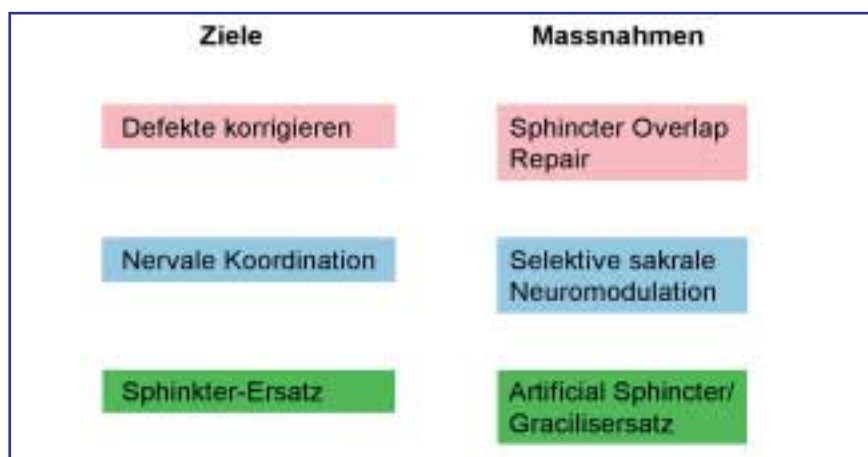 Ziele
Massnahmen
Defekte korrigieren
Sphincter Overlap
Repair
Nervale Koordination
Selektive sakrale
Neuromodulation
Sphinkter-Ersatz
Artificial Sphincter/
Gracilisersatz